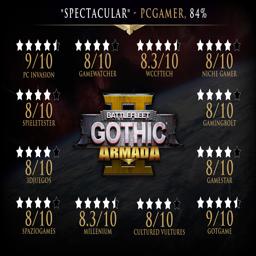 "SPECTACULAR" - PCGAMER, 84%
9/10
PC INVASION
8/10
GAMEWATCHER
8.3/10
WCCFTECH
8/10
NICHE GAMER
8/10
SPIELETESTER
8/10
GAMINGBOLT
BATTLEFLEET
GOTHIC
ARMADA
II
8/10
3DJUEGOS
8/10
GAMESTAR
8/10
SPAZIOGAMES
8.3/10
MILLENIUM
8/10
CULTURED VULTURES
9/10
GOTGAME